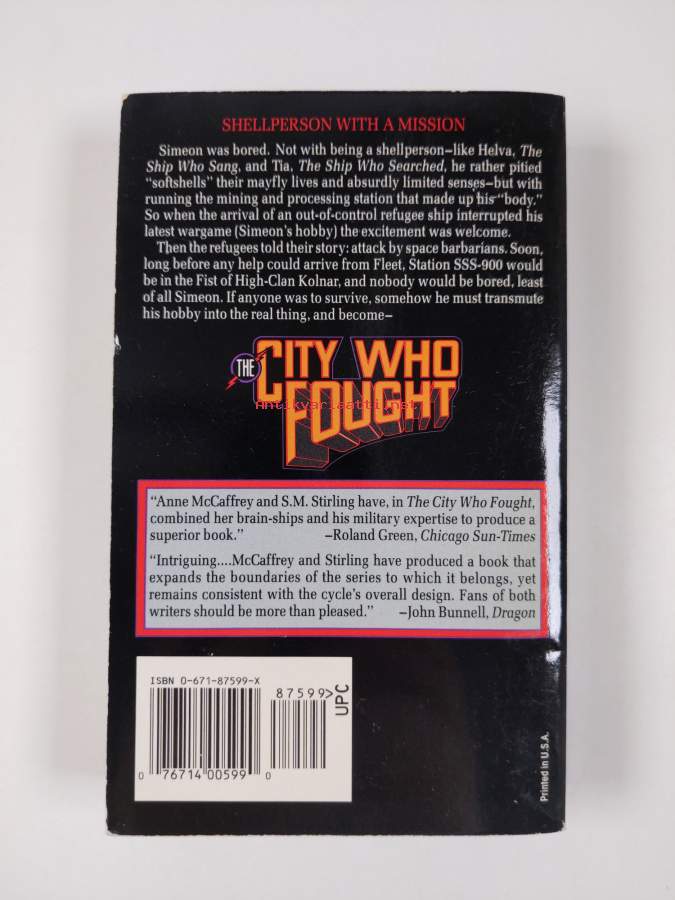 SHELLPERSON WITH A MISSION
Simeon was bored. Not with being a shellperson—like Helva, The
Ship Who Sang, and Tia, The Ship Who Searched, he rather pitied
"softshells" their mayfly lives and absurdly limited senses—but with
running the mining and processing station that made up his "body."
So when the arrival of an out-of-control refugee ship interrupted his
latest wargame (Simeon's hobby) the excitement was welcome.
Then the refugees told their story: attack by space barbarians. Soon,
long before any help could arrive from Fleet, Station SSS-900 would
be in the Fist of High-Clan Kolnar, and nobody would be bored, least
of all Simeon. If anyone was to survive, somehow he must transmute
his hobby into the real thing, and become—
THE CITY WHO
FOUGHT
antikvariaatti.net
"Anne McCaffrey and S.M. Stirling have, in The City Who Fought,
combined her brain-ships and his military expertise to produce a
superior book." —Roland Green, Chicago Sun-Times
"Intriguing....McCaffrey and Stirling have produced a book that
expands the boundaries of the series to which it belongs, yet
remains consistent with the cycle's overall design. Fans of both
writers should be more than pleased." —John Bunnell, Dragon
ISBN 0-671-87599-X
87599>
UPC
0 76714 00599 0
Printed in U.S.A.